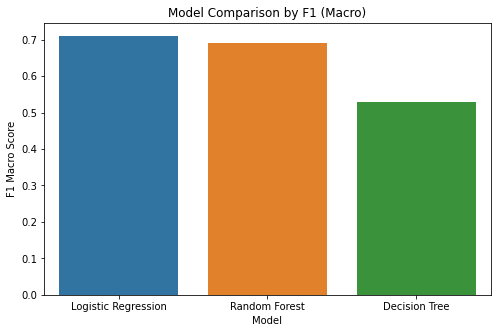 Model Comparison by F1 (Macro)
F1 Macro Score
0.7
0.6
0.5
0.4
0.3
0.2
0.1
0.0
Logistic Regression
Random Forest
Decision Tree
Model